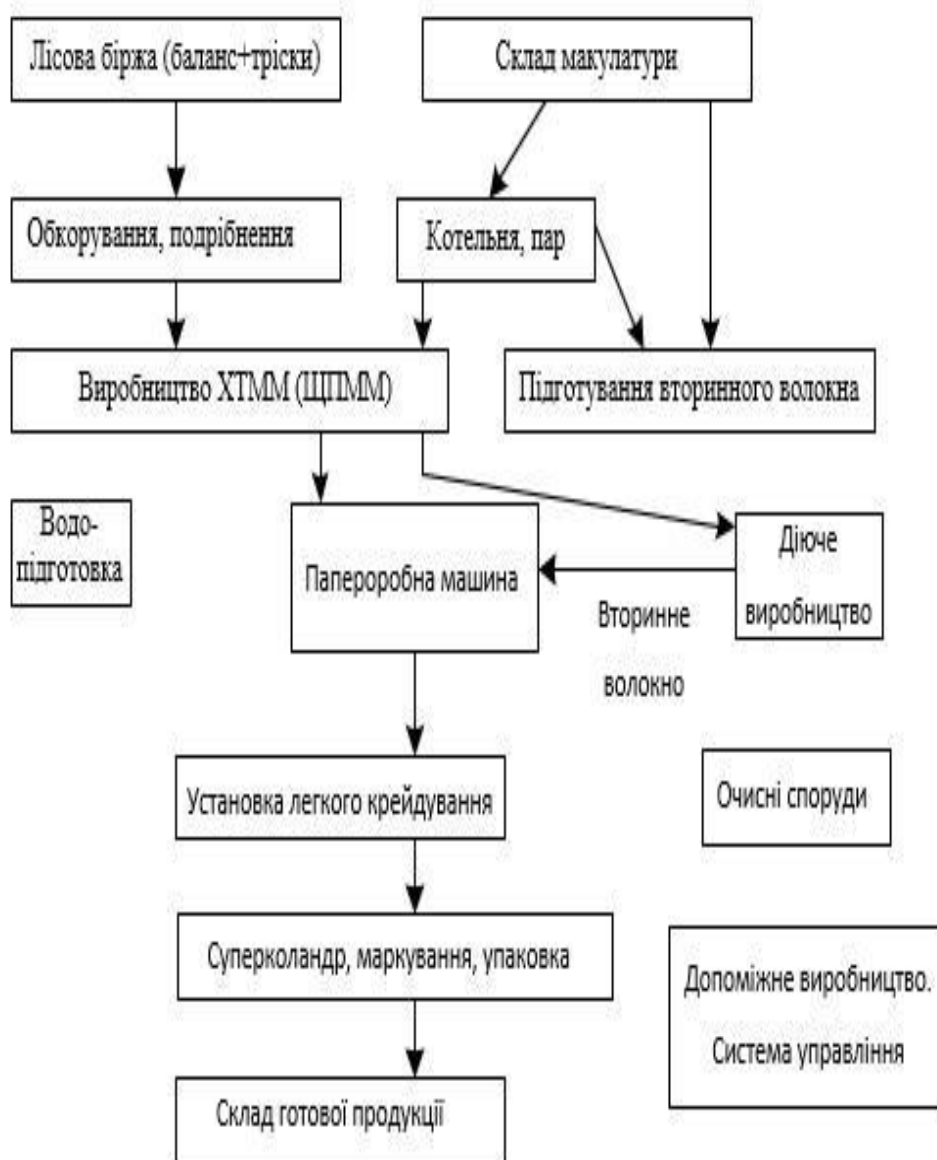 Лісова біржа (баланс+тріски)
Склад макулатури
Обкорування, подрібнення
Котельня, пар
Виробництво ХТММ (ЩПММ)
Підготування вторинного волокна
Водо-
підготовка
Папероробна машина
Діюче
виробництво
Вторинне
волокно
Установка легкого крейдування
Очисні споруди
Суперколандр, маркування, упаковка
Допоміжне виробництво.
Система управління
Склад готової продукції